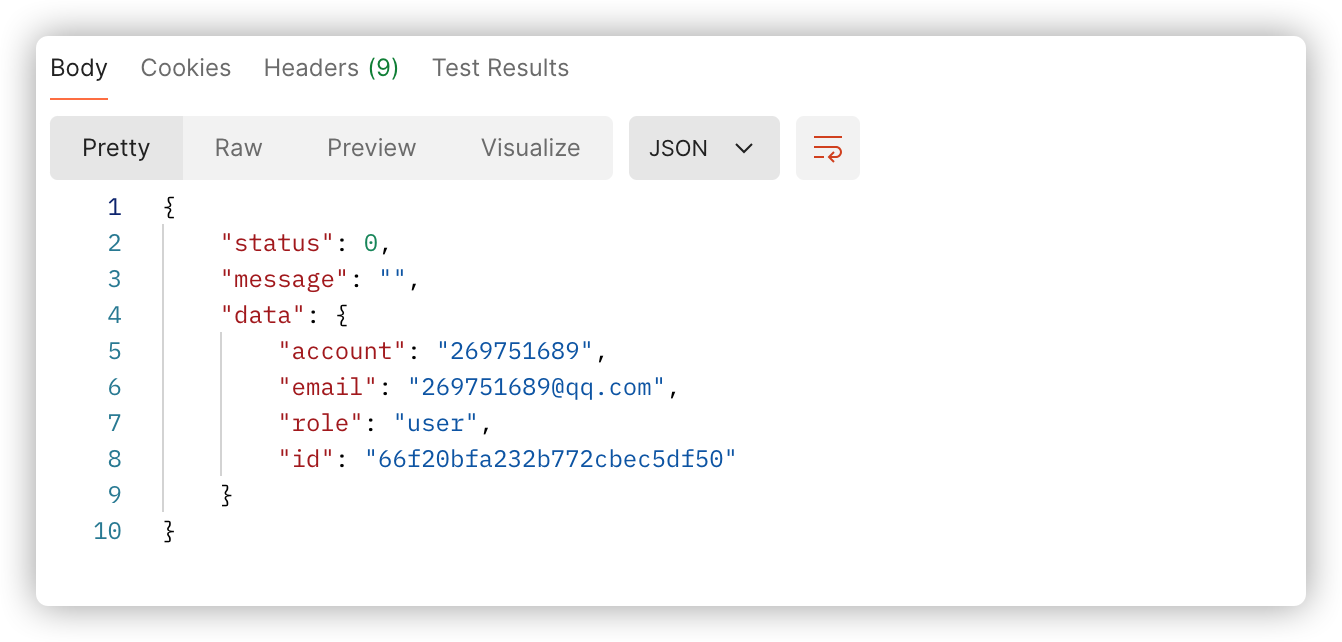 Body Cookies Headers (9) Test Results
Pretty Raw Preview Visualize JSON
1 {
2 "status": 0,
3 "message": "",
4 "data": {
5 "account": "269751689",
6 "email": "269751689@qq.com",
7 "role": "user",
8 "id": "66f20bfa232b772cbec5df50"
9 }
10 }